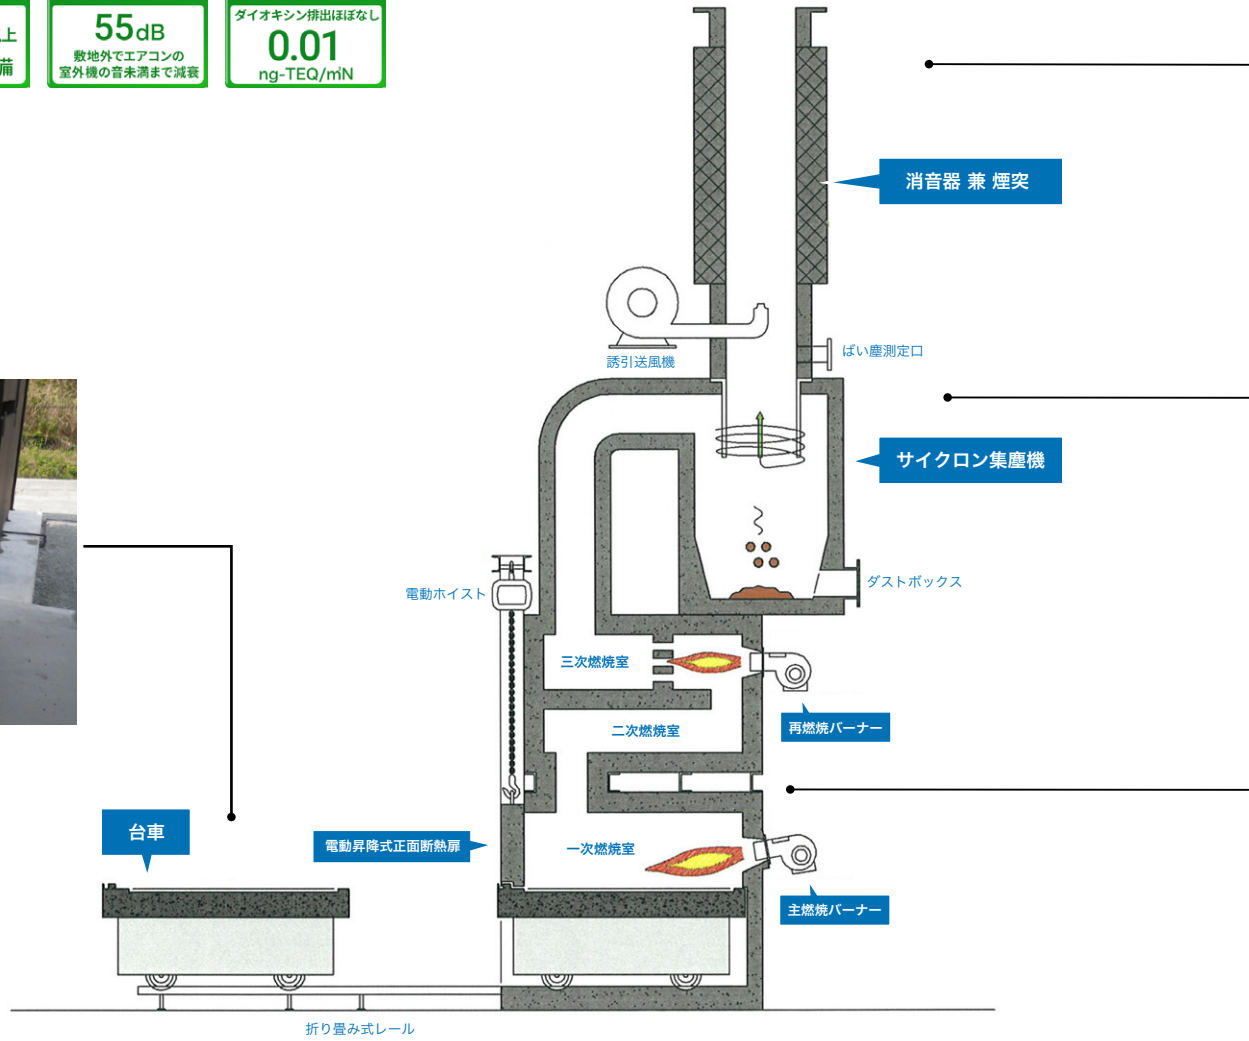 上
備
55dB
敷地外でエアコンの
室外機の音未満まで減衰
ダイオキシン排出ほぼなし
0.01
ng-TEQ/㎥N
消音器 兼 煙突
誘引送風機
ばい塵測定口
サイクロン集塵機
電動ホイスト
ダストボックス
三次燃焼室
二次燃焼室
再燃焼バーナー
台車
電動昇降式正面断熱扉
一次燃焼室
主燃焼バーナー
折り畳み式レール